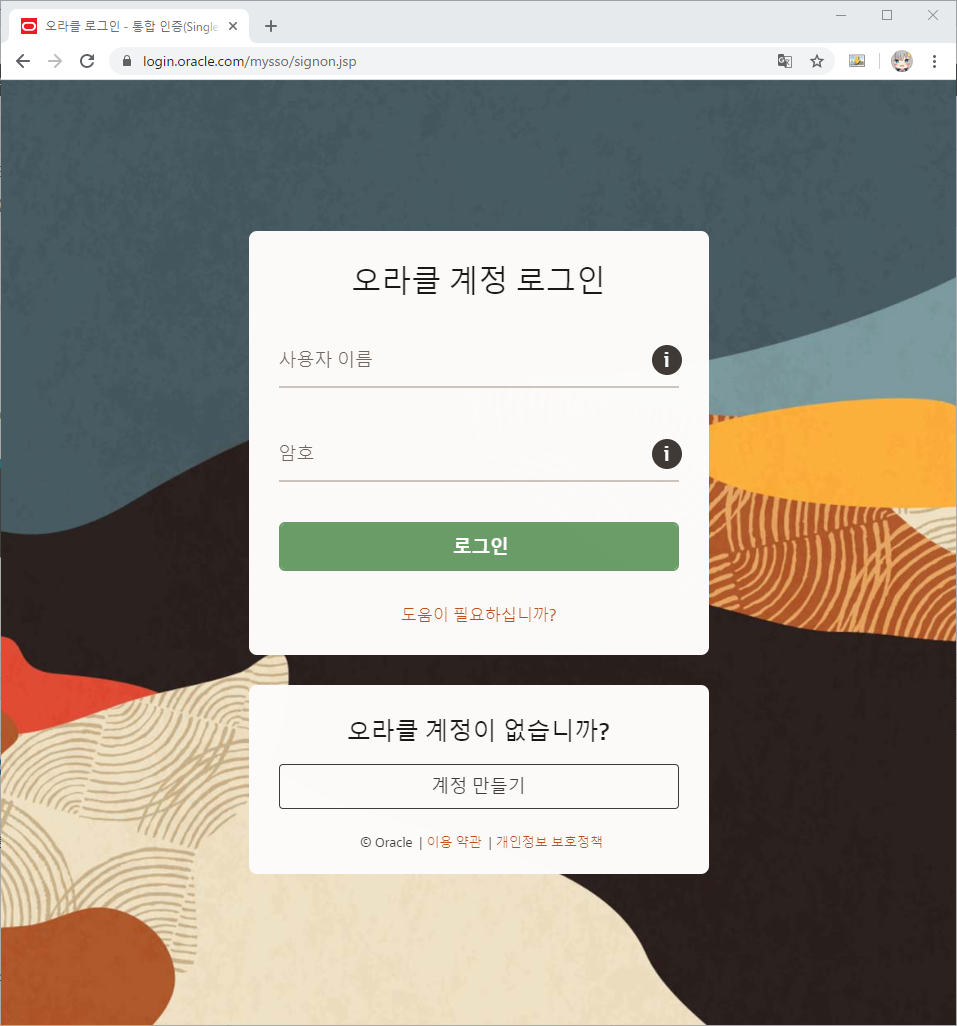 오라클 로그인 - 통합 인증(Single
login.oracle.com/mysso/signon.jsp
오라클 계정 로그인
사용자 이름
i
암호
i
로그인
도움이 필요하십니까?
오라클 계정이 없습니까?
계정 만들기
© Oracle | 이용 약관 | 개인정보 보호정책